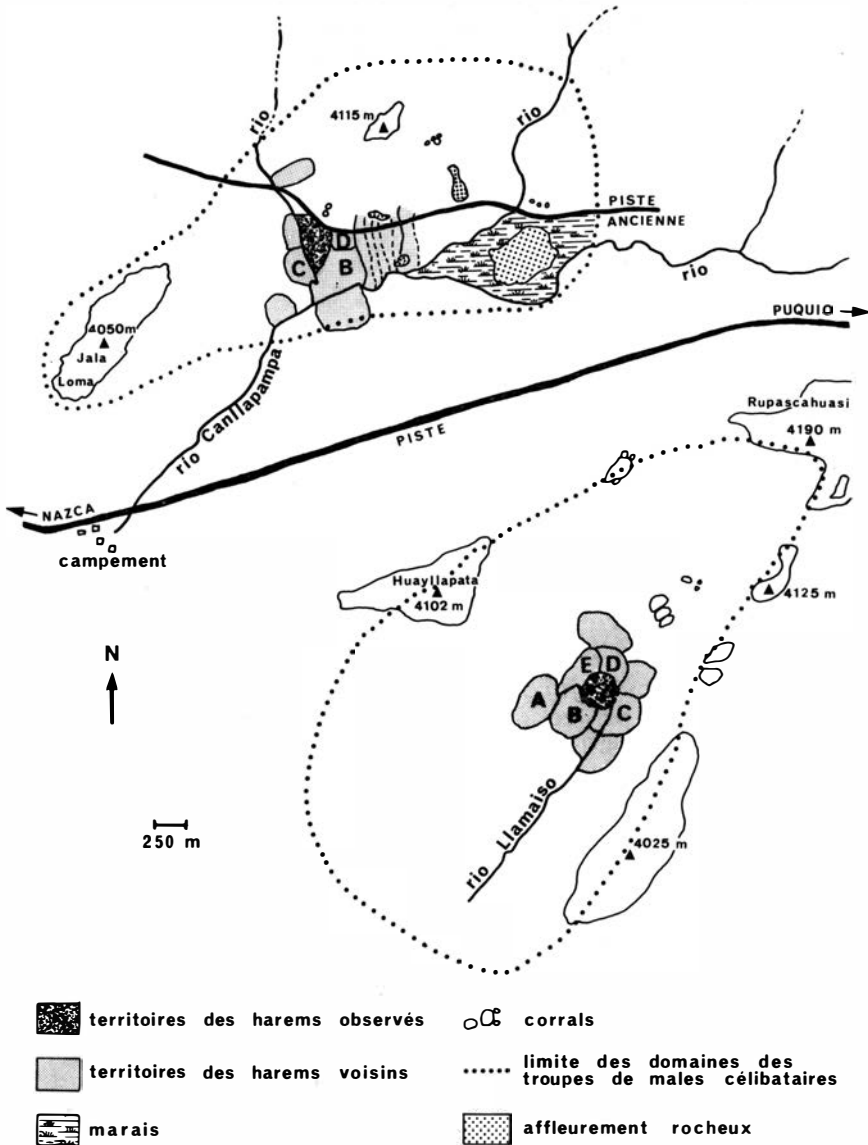 4115 m
rio
rio
PISTE
ANCIENNE
D
C
B
rio
4050m
Jala
Loma
PUQUIO
rio Canllapampa
PISTE
Rupascahuasi
4190 m
NAZCA
campement
Huayllapata
4102 m
4125 m
N
E
D
A
B
C
250 m
rio Llamaiso
4025 m
territoires des harems observés
corrals
territoires des harems voisins
limite des domaines des
troupes de males célibataires
marais
affleurement rocheux